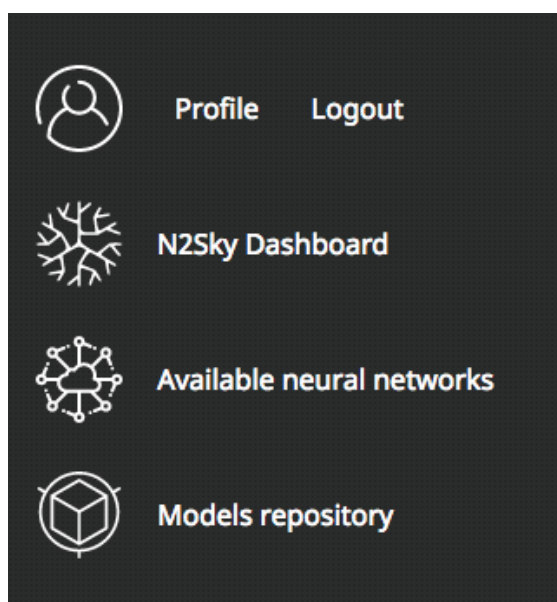 Profile Logout
N2Sky Dashboard
Available neural networks
Models repository